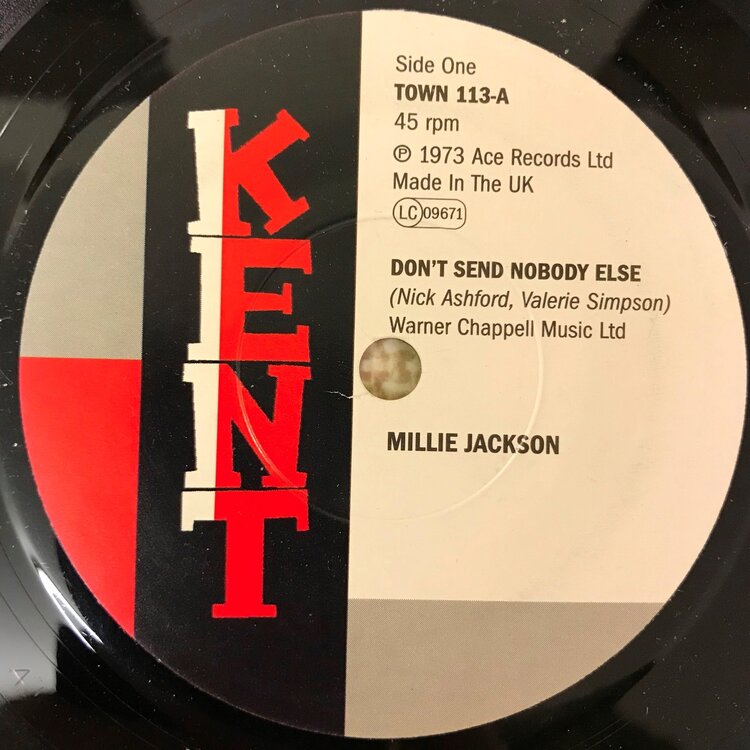 KENT
Side One
TOWN 113-A
45 rpm
℗ 1973 Ace Records Ltd
Made In The UK
LC 09671
DON'T SEND NOBODY ELSE
(Nick Ashford, Valerie Simpson)
Warner Chappell Music Ltd
MILLIE JACKSON